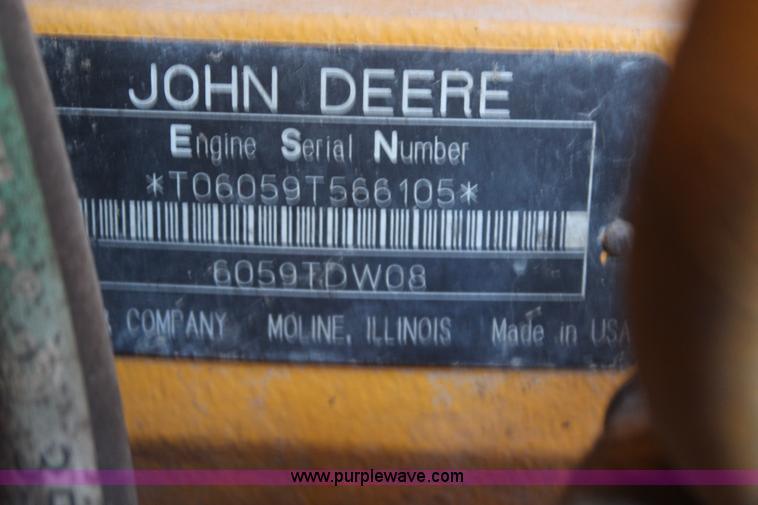 JOHN DEERE
Engine Serial Number
*T06059T566105*
6059TDW08
COMPANY MOLINE, ILLINOIS Made in USA
www.purplewave.com